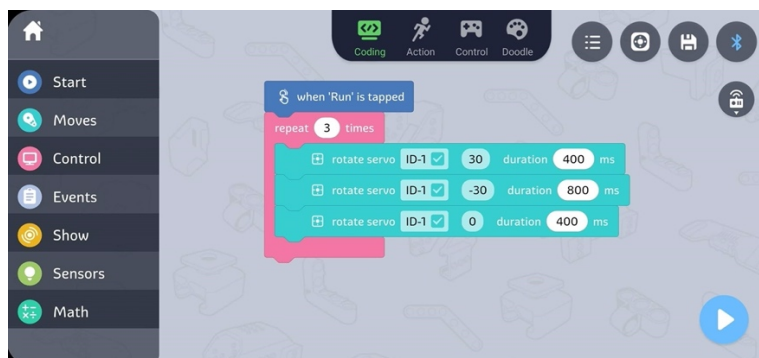 Coding Action Control Doodle
Start
Moves
Control
Events
Show
Sensors
Math
when 'Run' is tapped
repeat 3 times
rotate servo ID-1 30 duration 400 ms
rotate servo ID-1 -30 duration 800 ms
rotate servo ID-1 0 duration 400 ms